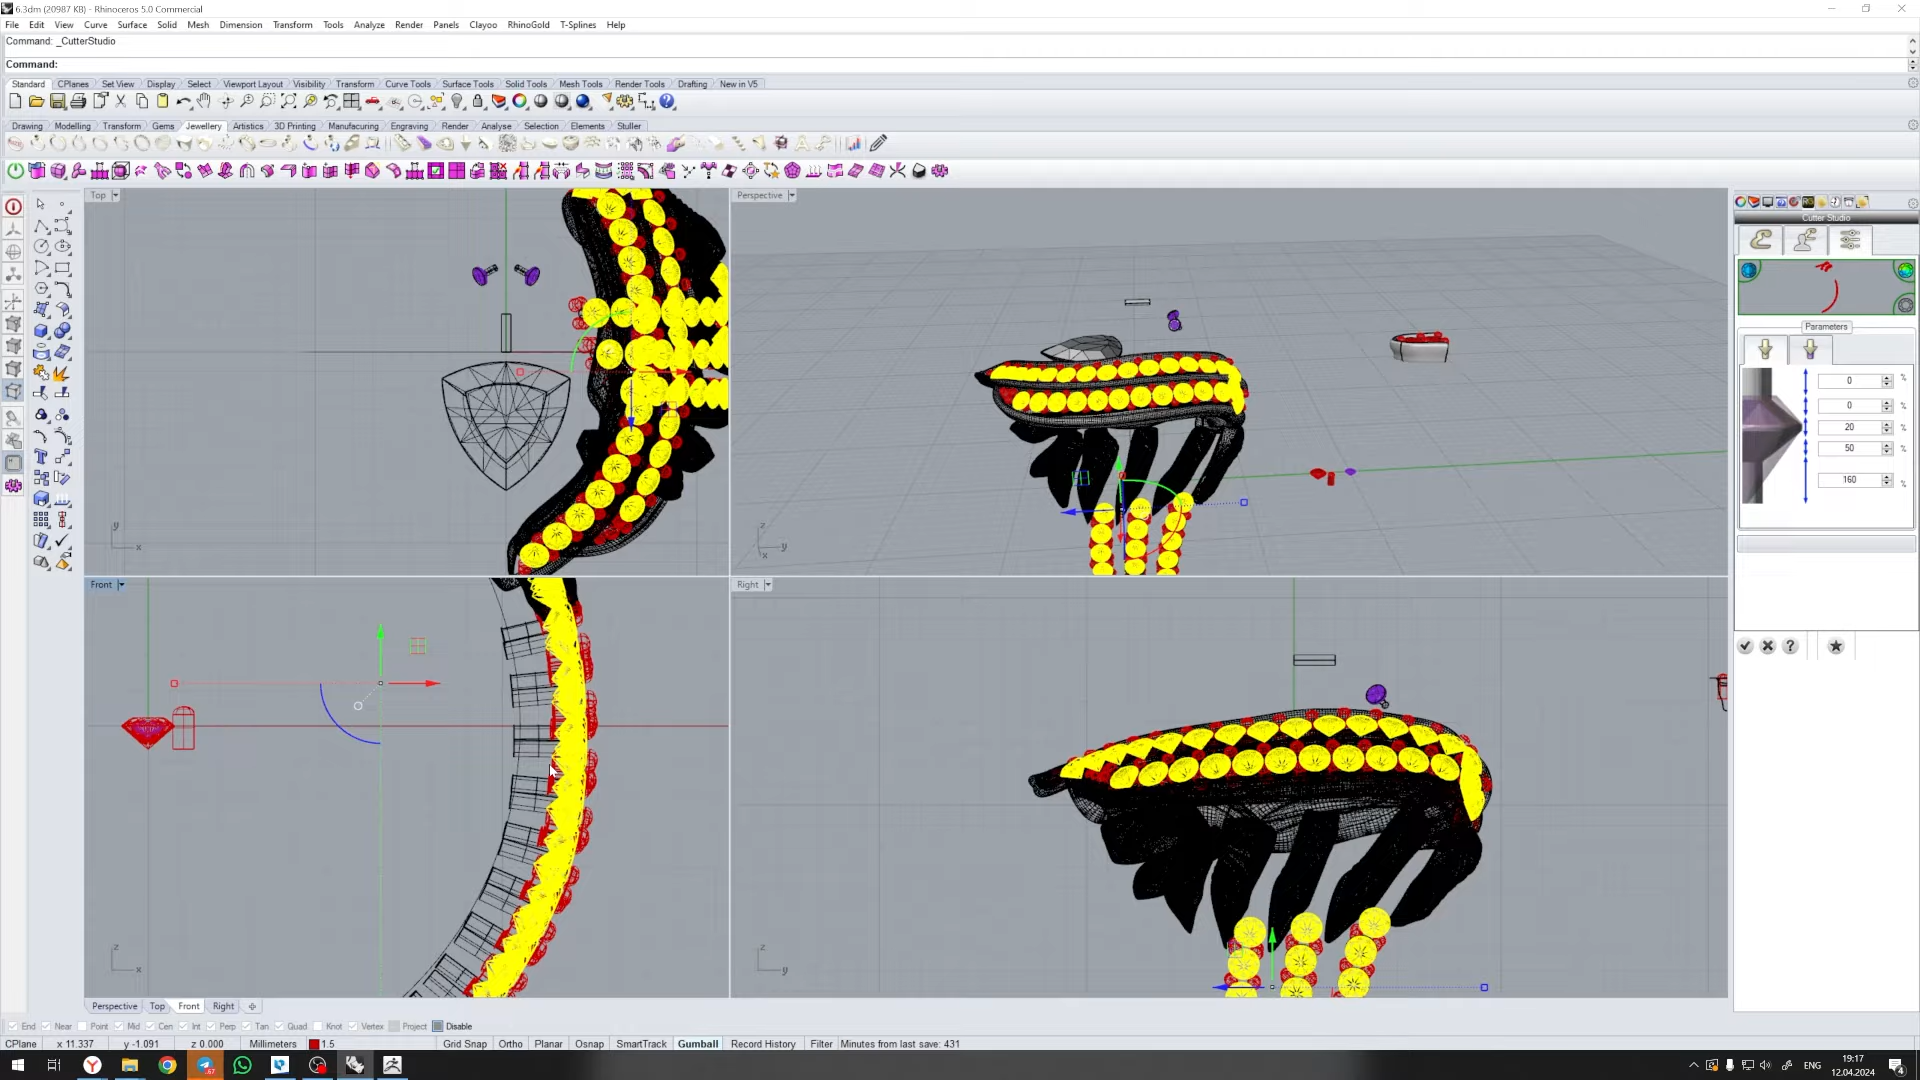 6.3dm (20987 KB) - Rhinoceros 5.0 Commercial
File Edit View Curve Surface Solid Mesh Dimension Transform Tools Analyze Render Panels Clayoo RhinoGold T-Splines Help
Command: _CutterStudio
Command:
Standard CPlanes Set View Display Select Viewport Layout Visibility Transform Curve Tools Surface Tools Solid Tools Mesh Tools Render Tools Drafting New in V5
Drawing Modelling Transform Gems Jewellery Artistics 3D Printing Manufacuring Engraving Render Analyse Selection Elements Stuller
Top
Perspective
Cutter Studio
Parameters
0 %
0 %
20 %
50 %
160 %
y
x
z
y
x
Front
Right
z
x
z
y
Perspective Top Front Right
End Near Point Mid Cen Int Perp Tan Quad Knot Vertex Project Disable
CPlane x 11.337 y -1.091 z 0.000 Millimeters 1.5 Grid Snap Ortho Planar Osnap SmartTrack Gumball Record History Filter Minutes from last save: 431
ENG
19:17
12.04.2024